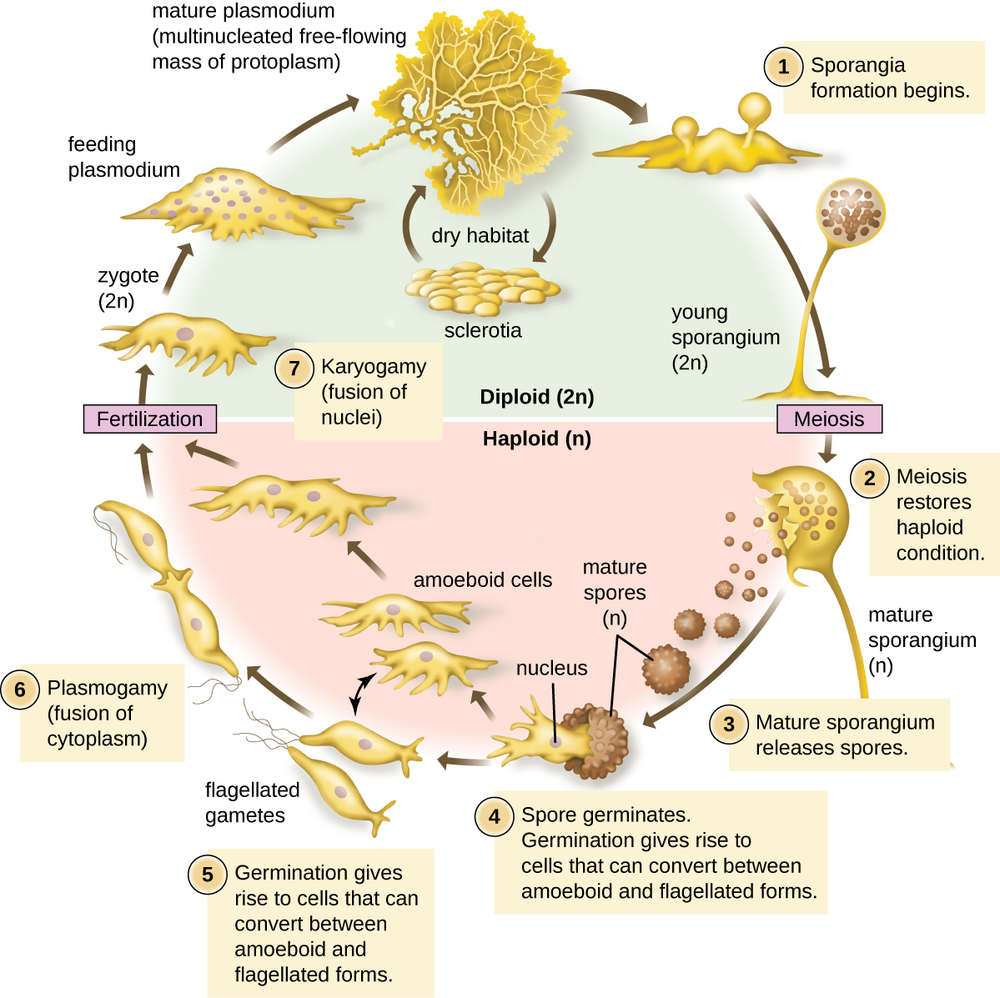 mature plasmodium
(multinucleated free-flowing
mass of protoplasm)
1
Sporangia
formation begins.
feeding
plasmodium
dry habitat
zygote
(2n)
sclerotia
young
sporangium
(2n)
7
Karyogamy
(fusion of
nuclei)
Diploid (2n)
Fertilization
Meiosis
Haploid (n)
2
Meiosis
restores
haploid
condition.
amoeboid cells
mature
spores
(n)
mature
sporangium
(n)
nucleus
6
Plasmogamy
(fusion of
cytoplasm)
3
Mature sporangium
releases spores.
flagellated
gametes
4
Spore germinates.
Germination gives rise to
cells that can convert between
amoeboid and flagellated forms.
5
Germination gives
rise to cells that can
convert between
amoeboid and
flagellated forms.